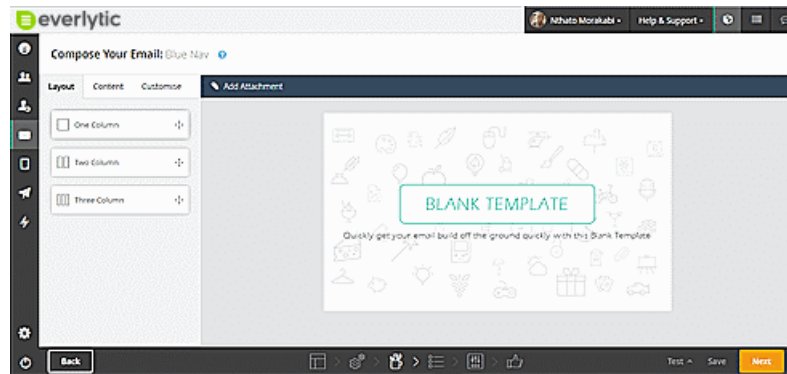 everlytic
Nthato Morakabi
Help & Support
Compose Your Email: Blue Nav
Layout Content Customise
Add Attachment
One Column
Two Column
Three Column
BLANK TEMPLATE
Quickly get your email build off the ground quickly with this Blank Template
Back
Test
Save
Next